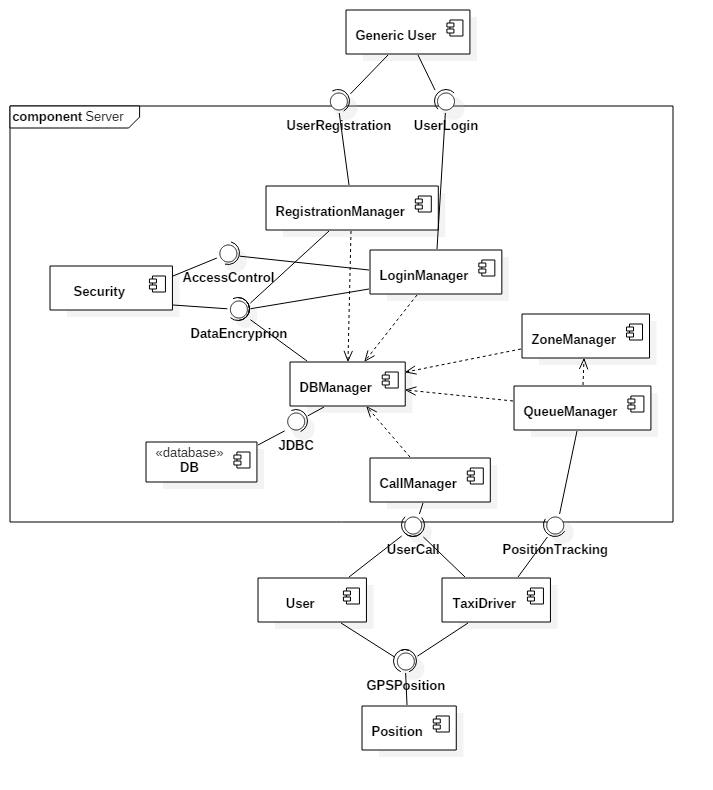 Generic User
UserRegistration
UserLogin
component Server
RegistrationManager
AccessControl
LoginManager
Security
DataEncryprion
ZoneManager
DBManager
QueueManager
JDBC
«database»
DB
CallManager
UserCall
PositionTracking
User
TaxiDriver
GPSPosition
Position